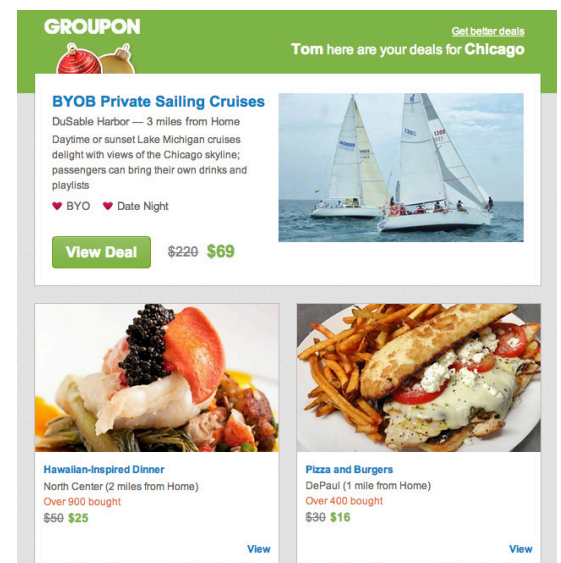 GROUPON
Get better deals
Tom here are your deals for Chicago
BYOB Private Sailing Cruises
DuSable Harbor — 3 miles from Home
Daytime or sunset Lake Michigan cruises
delight with views of the Chicago skyline;
passengers can bring their own drinks and
playlists
BYO Date Night
View Deal $220 $69
Hawaiian-Inspired Dinner
North Center (2 miles from Home)
Over 900 bought
$50 $25
View
Pizza and Burgers
DePaul (1 mile from Home)
Over 400 bought
$30 $16
View